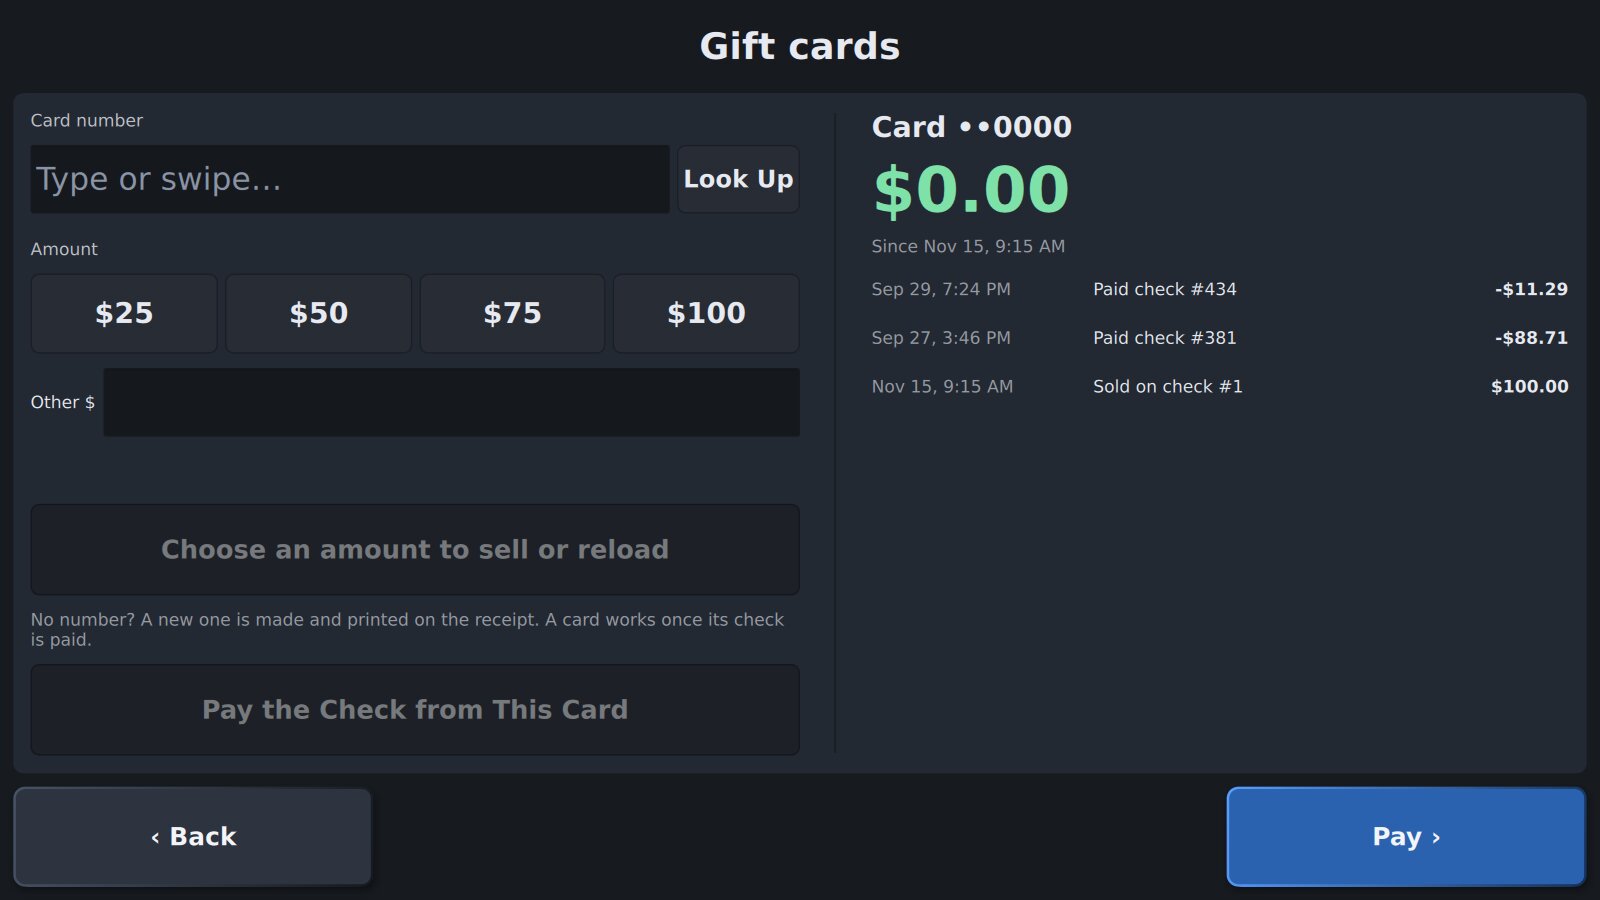 Gift cards
Card number
Type or swipe...
Look Up
Amount
$25
$50
$75
$100
Other $
Choose an amount to sell or reload
No number? A new one is made and printed on the receipt. A card works once its check
is paid.
Pay the Check from This Card
Card ••0000
$0.00
Since Nov 15, 9:15 AM
Sep 29, 7:24 PM Paid check #434 -$11.29
Sep 27, 3:46 PM Paid check #381 -$88.71
Nov 15, 9:15 AM Sold on check #1 $100.00
‹ Back
Pay ›